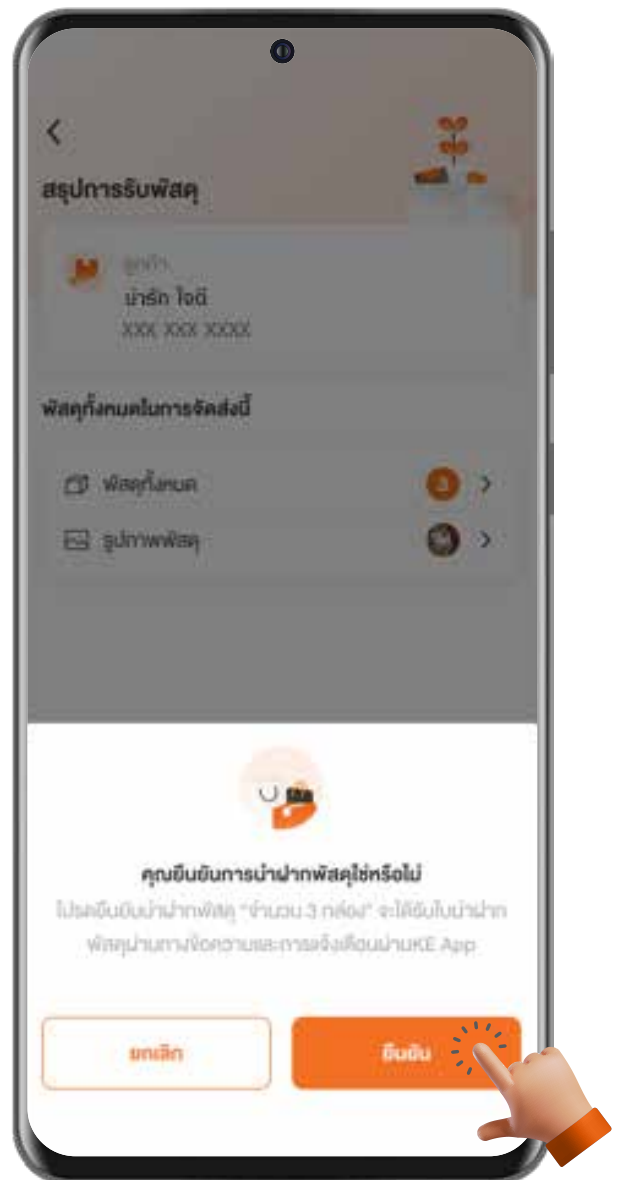 สรุปการรับพัสดุ
ลูกค้า
น่ารัก ใจดี
XXX XXX XXXX
พัสดุทั้งหมดในการจัดส่งนี้
พัสดุทั้งหมด 3
รูปภาพพัสดุ
คุณยืนยันการนำฝากพัสดุใช่หรือไม่
โปรดยืนยันนำฝากพัสดุ "จำนวน 3 กล่อง" จะได้รับใบนำฝาก
พัสดุผ่านทางข้อความและการแจ้งเตือนผ่านKE App
ยกเลิก ยืนยัน